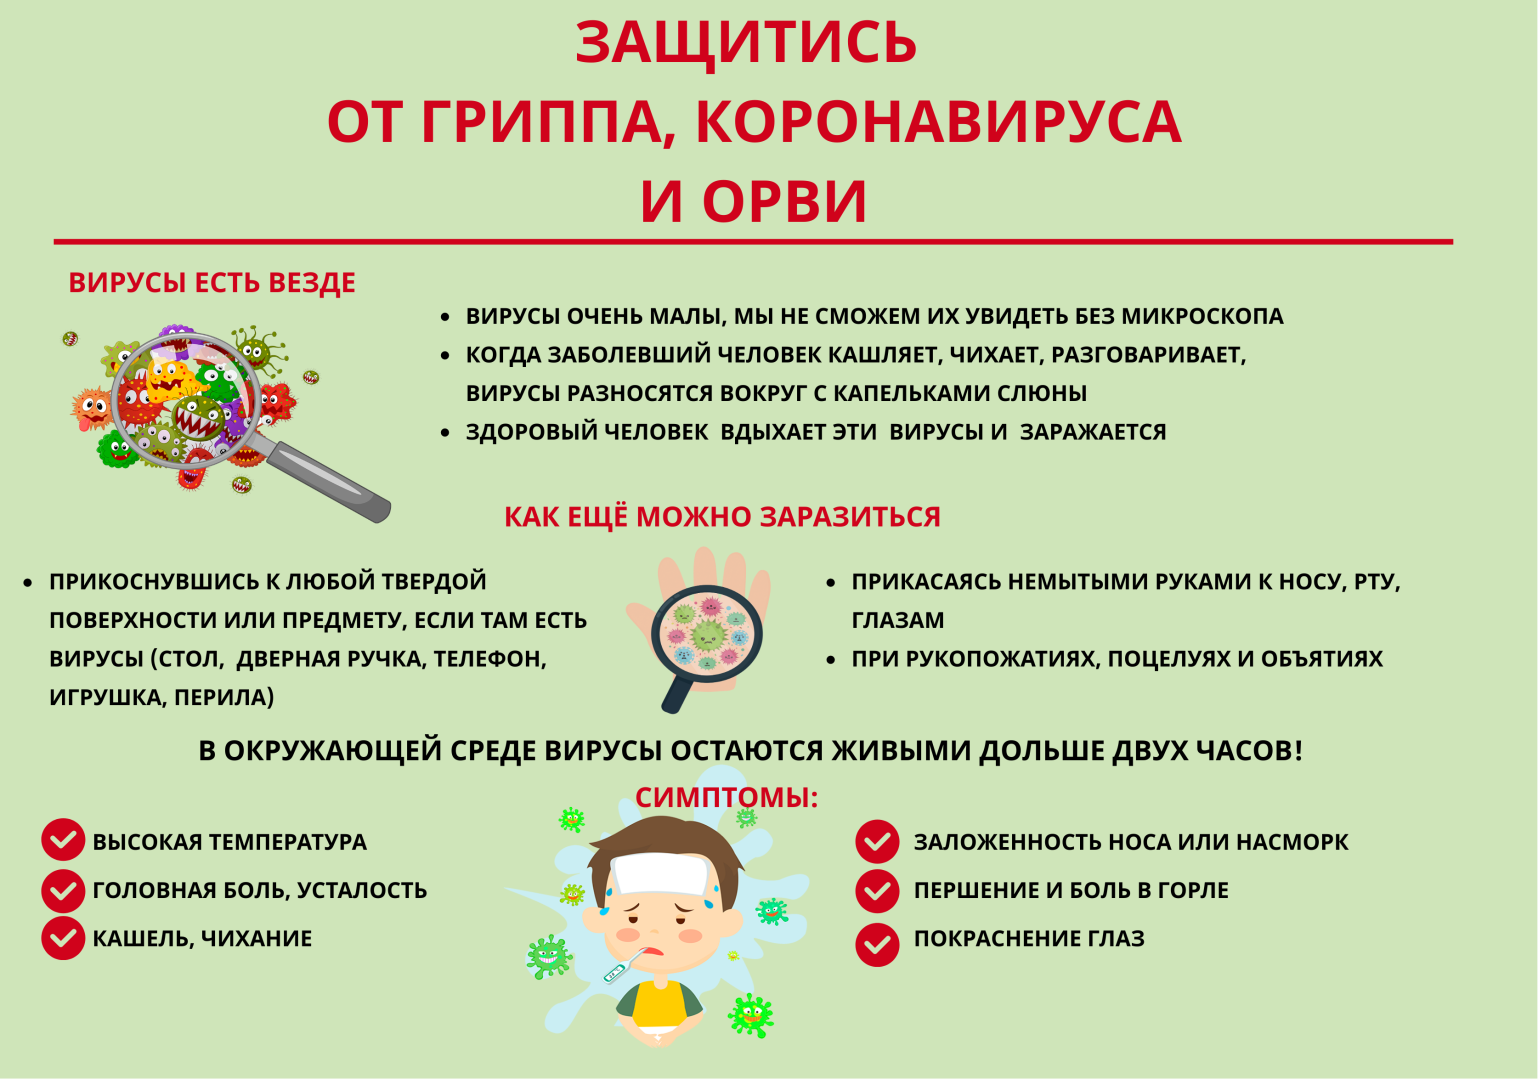 ЗАЩИТИСЬ
ОТ ГРИППА, КОРОНАВИРУСА
И ОРВИ
ВИРУСЫ ЕСТЬ ВЕЗДЕ
• ВИРУСЫ ОЧЕНЬ МАЛЫ, МЫ НЕ СМОЖЕМ ИХ УВИДЕТЬ БЕЗ МИКРОСКОПА
• КОГДА ЗАБОЛЕВШИЙ ЧЕЛОВЕК КАШЛЯЕТ, ЧИХАЕТ, РАЗГОВАРИВАЕТ,
ВИРУСЫ РАЗНОСЯТСЯ ВОКРУГ С КАПЕЛЬКАМИ СЛЮНЫ
• ЗДОРОВЫЙ ЧЕЛОВЕК ВДЫХАЕТ ЭТИ ВИРУСЫ И ЗАРАЖАЕТСЯ
КАК ЕЩЁ МОЖНО ЗАРАЗИТЬСЯ
• ПРИКОСНУВШИСЬ К ЛЮБОЙ ТВЕРДОЙ
ПОВЕРХНОСТИ ИЛИ ПРЕДМЕТУ, ЕСЛИ ТАМ ЕСТЬ
ВИРУСЫ (СТОЛ, ДВЕРНАЯ РУЧКА, ТЕЛЕФОН,
ИГРУШКА, ПЕРИЛА)
• ПРИКАСАЯСЬ НЕМЫТЫМИ РУКАМИ К НОСУ, РТУ,
ГЛАЗАМ
• ПРИ РУКОПОЖАТИЯХ, ПОЦЕЛУЯХ И ОБЪЯТИЯХ
В ОКРУЖАЮЩЕЙ СРЕДЕ ВИРУСЫ ОСТАЮТСЯ ЖИВЫМИ ДОЛЬШЕ ДВУХ ЧАСОВ!
СИМПТОМЫ:
ВЫСОКАЯ ТЕМПЕРАТУРА
ГОЛОВНАЯ БОЛЬ, УСТАЛОСТЬ
КАШЕЛЬ, ЧИХАНИЕ
ЗАЛОЖЕННОСТЬ НОСА ИЛИ НАСМОРК
ПЕРШЕНИЕ И БОЛЬ В ГОРЛЕ
ПОКРАСНЕНИЕ ГЛАЗ